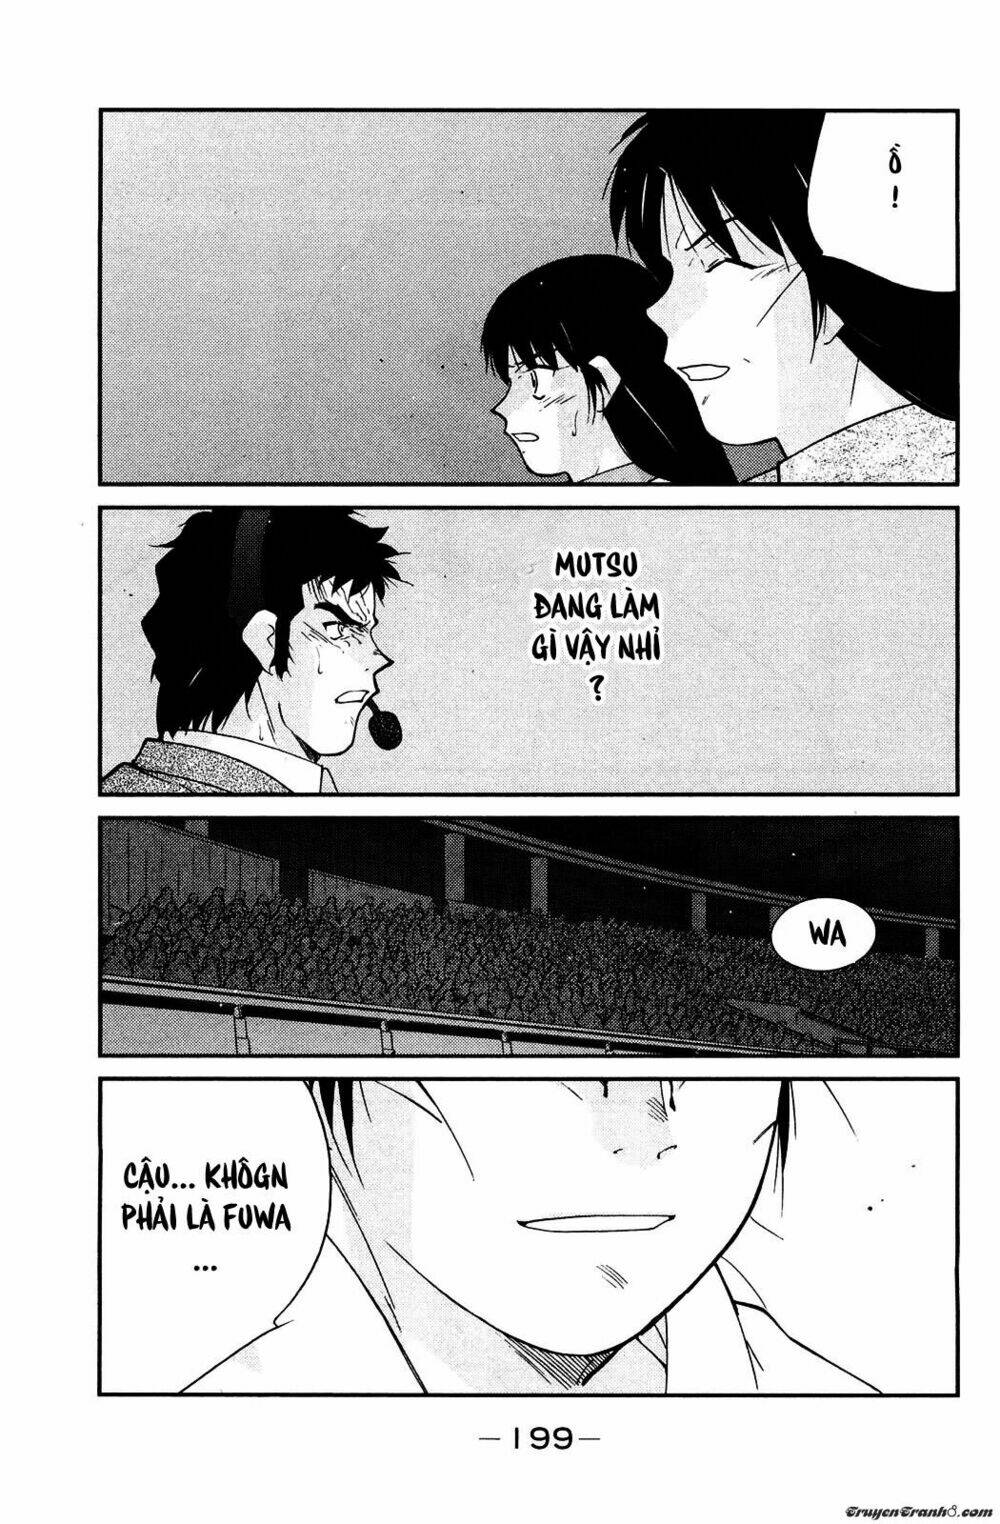 Ồ
!
MUTSU
ĐANG LÀM
GÌ VẬY NHỈ
?
WA
CẬU... KHÔGN
PHẢI LÀ FUWA
...
—199—
TruyenTranh8.com